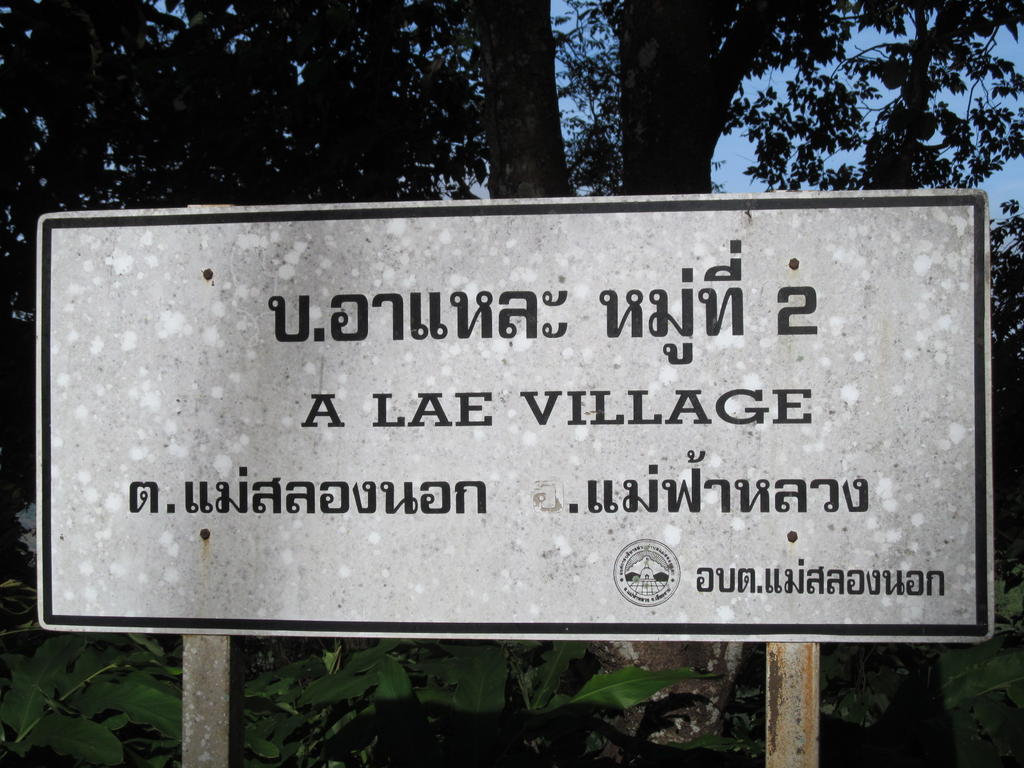 บ.อาแหละ หมู่ที่ 2
A LAE VILLAGE
ต.แม่สลองนอก อ.แม่ฟ้าหลวง
อบต.แม่สลองนอก